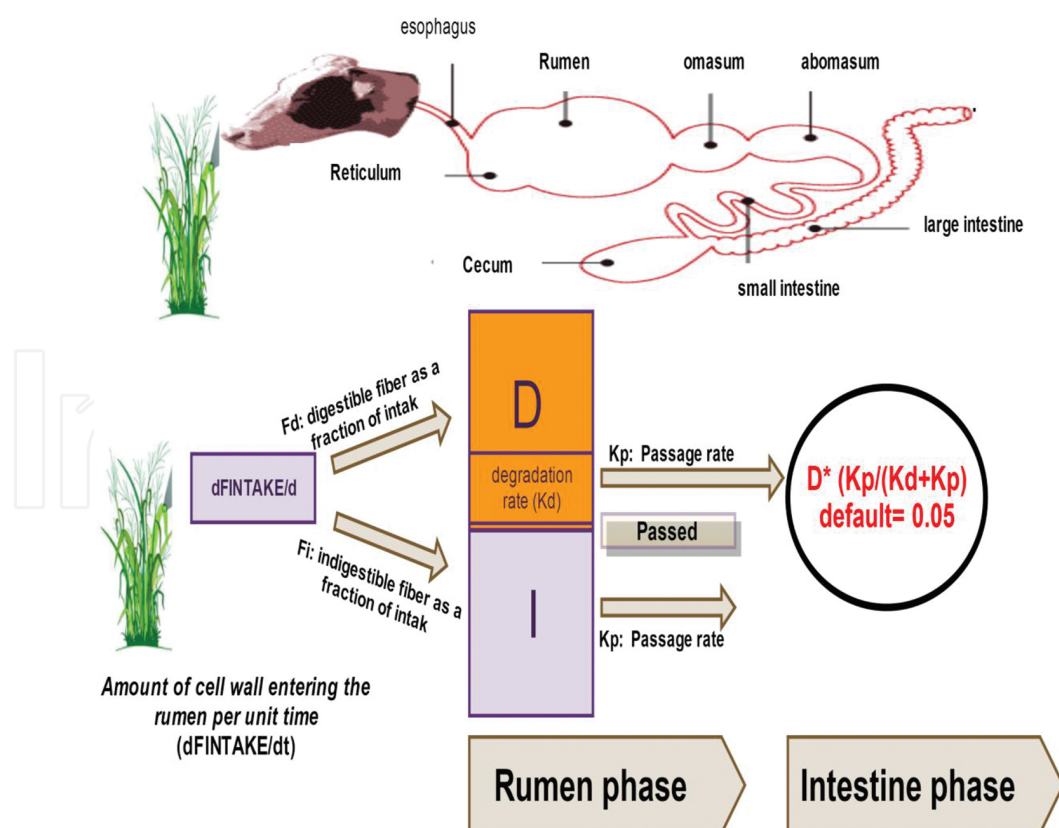 esophagus
Rumen
omasum
abomasum
Reticulum
large intestine
Cecum
small intestine
Fd: digestible fiber as a
fraction of intak
D
Kp: Passage rate
dFINTAKE/d
degradation
rate (Kd)
D* (Kp/(Kd+Kp)
default= 0.05
Passed
Fi: indigestible fiber as a
fraction of intak
I
Kp: Passage rate
Amount of cell wall entering the
rumen per unit time
(dFINTAKE/dt)
Rumen phase
Intestine phase